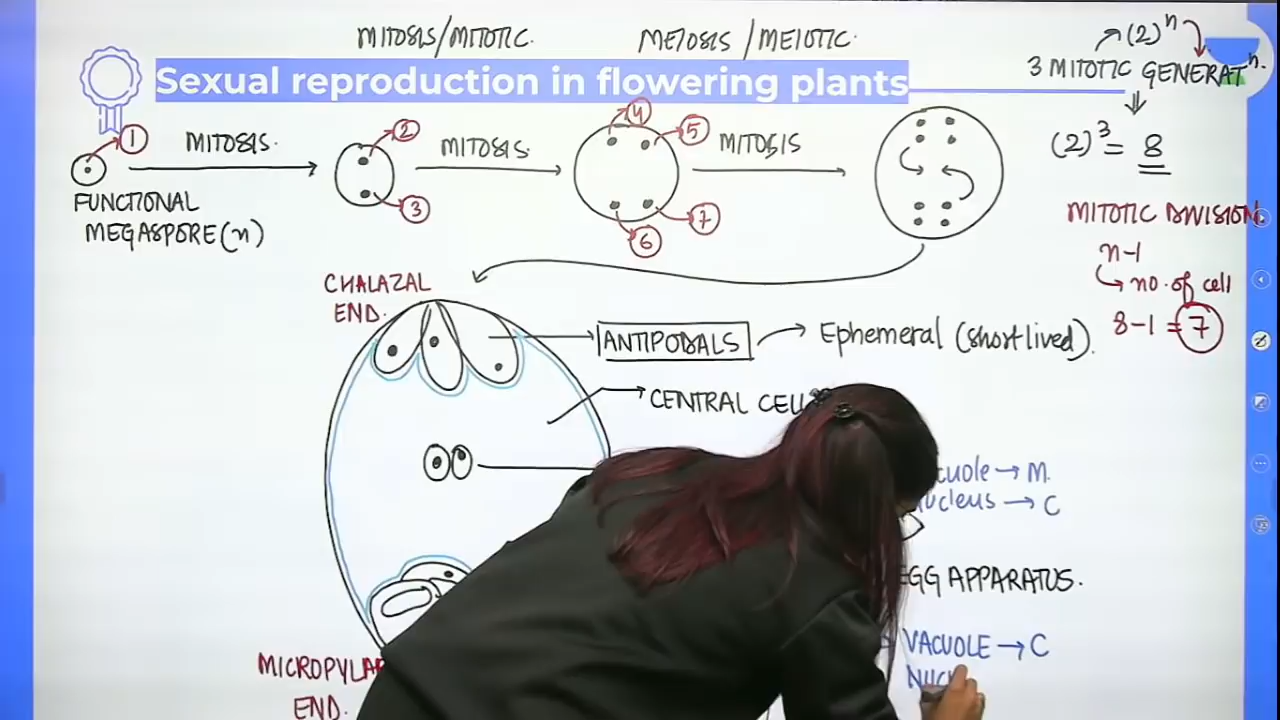 MITOSIS/MITOTIC.
MEIOSIS/MEIOTIC.
(2)^n
3 MITOTIC GENERAT^n.
Sexual reproduction in flowering plants
(2)^3 = 8
1
MITOSIS.
2
MITOSIS.
3
4
5
MITOSIS
6
7
FUNCTIONAL
MEGASPORE(n)
MITOTIC DIVISION.
n-1
no. of cell
8-1 = 7
CHALAZAL
END.
ANTIPODALS
Ephemeral (short lived).
CENTRAL CELL
→ M.
→ C
EGG APPARATUS.
VACUOLE → C
MICROPYLAR
END.